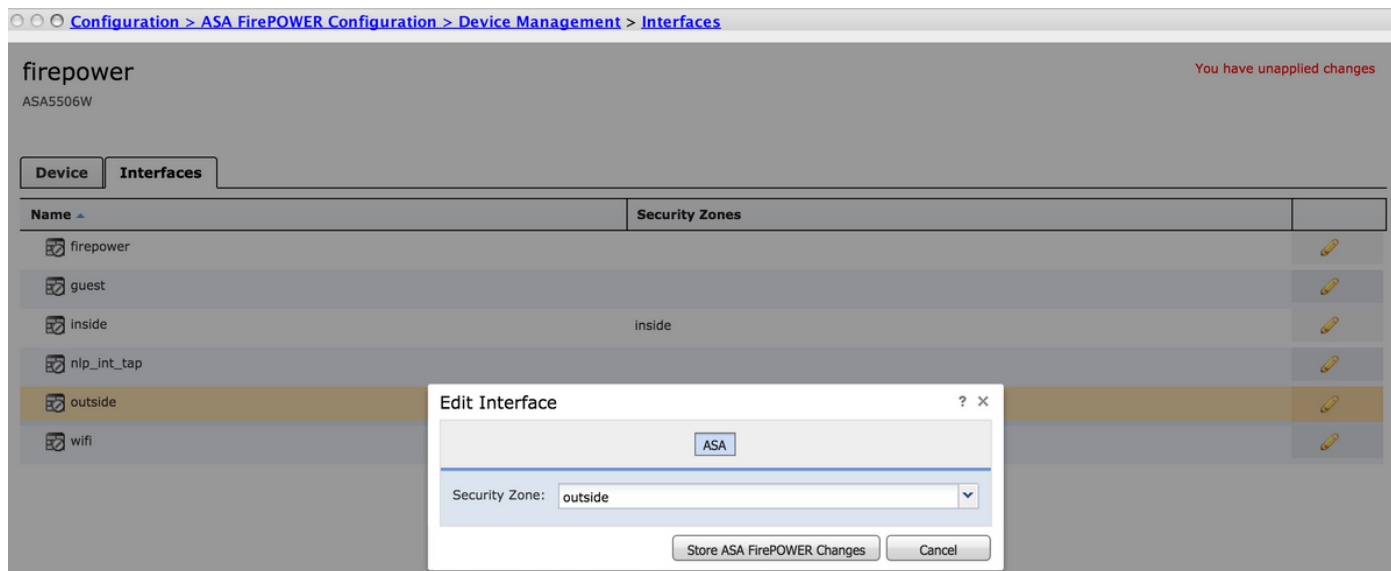 Configuration > ASA FirePOWER Configuration > Device Management > Interfaces
firepower
You have unapplied changes
ASA5506W
Device Interfaces
Name Security Zones
firepower
guest
inside inside
nlp_int_tap
outside
wifi
Edit Interface ? ×
ASA
Security Zone: outside
Store ASA FirePOWER Changes Cancel